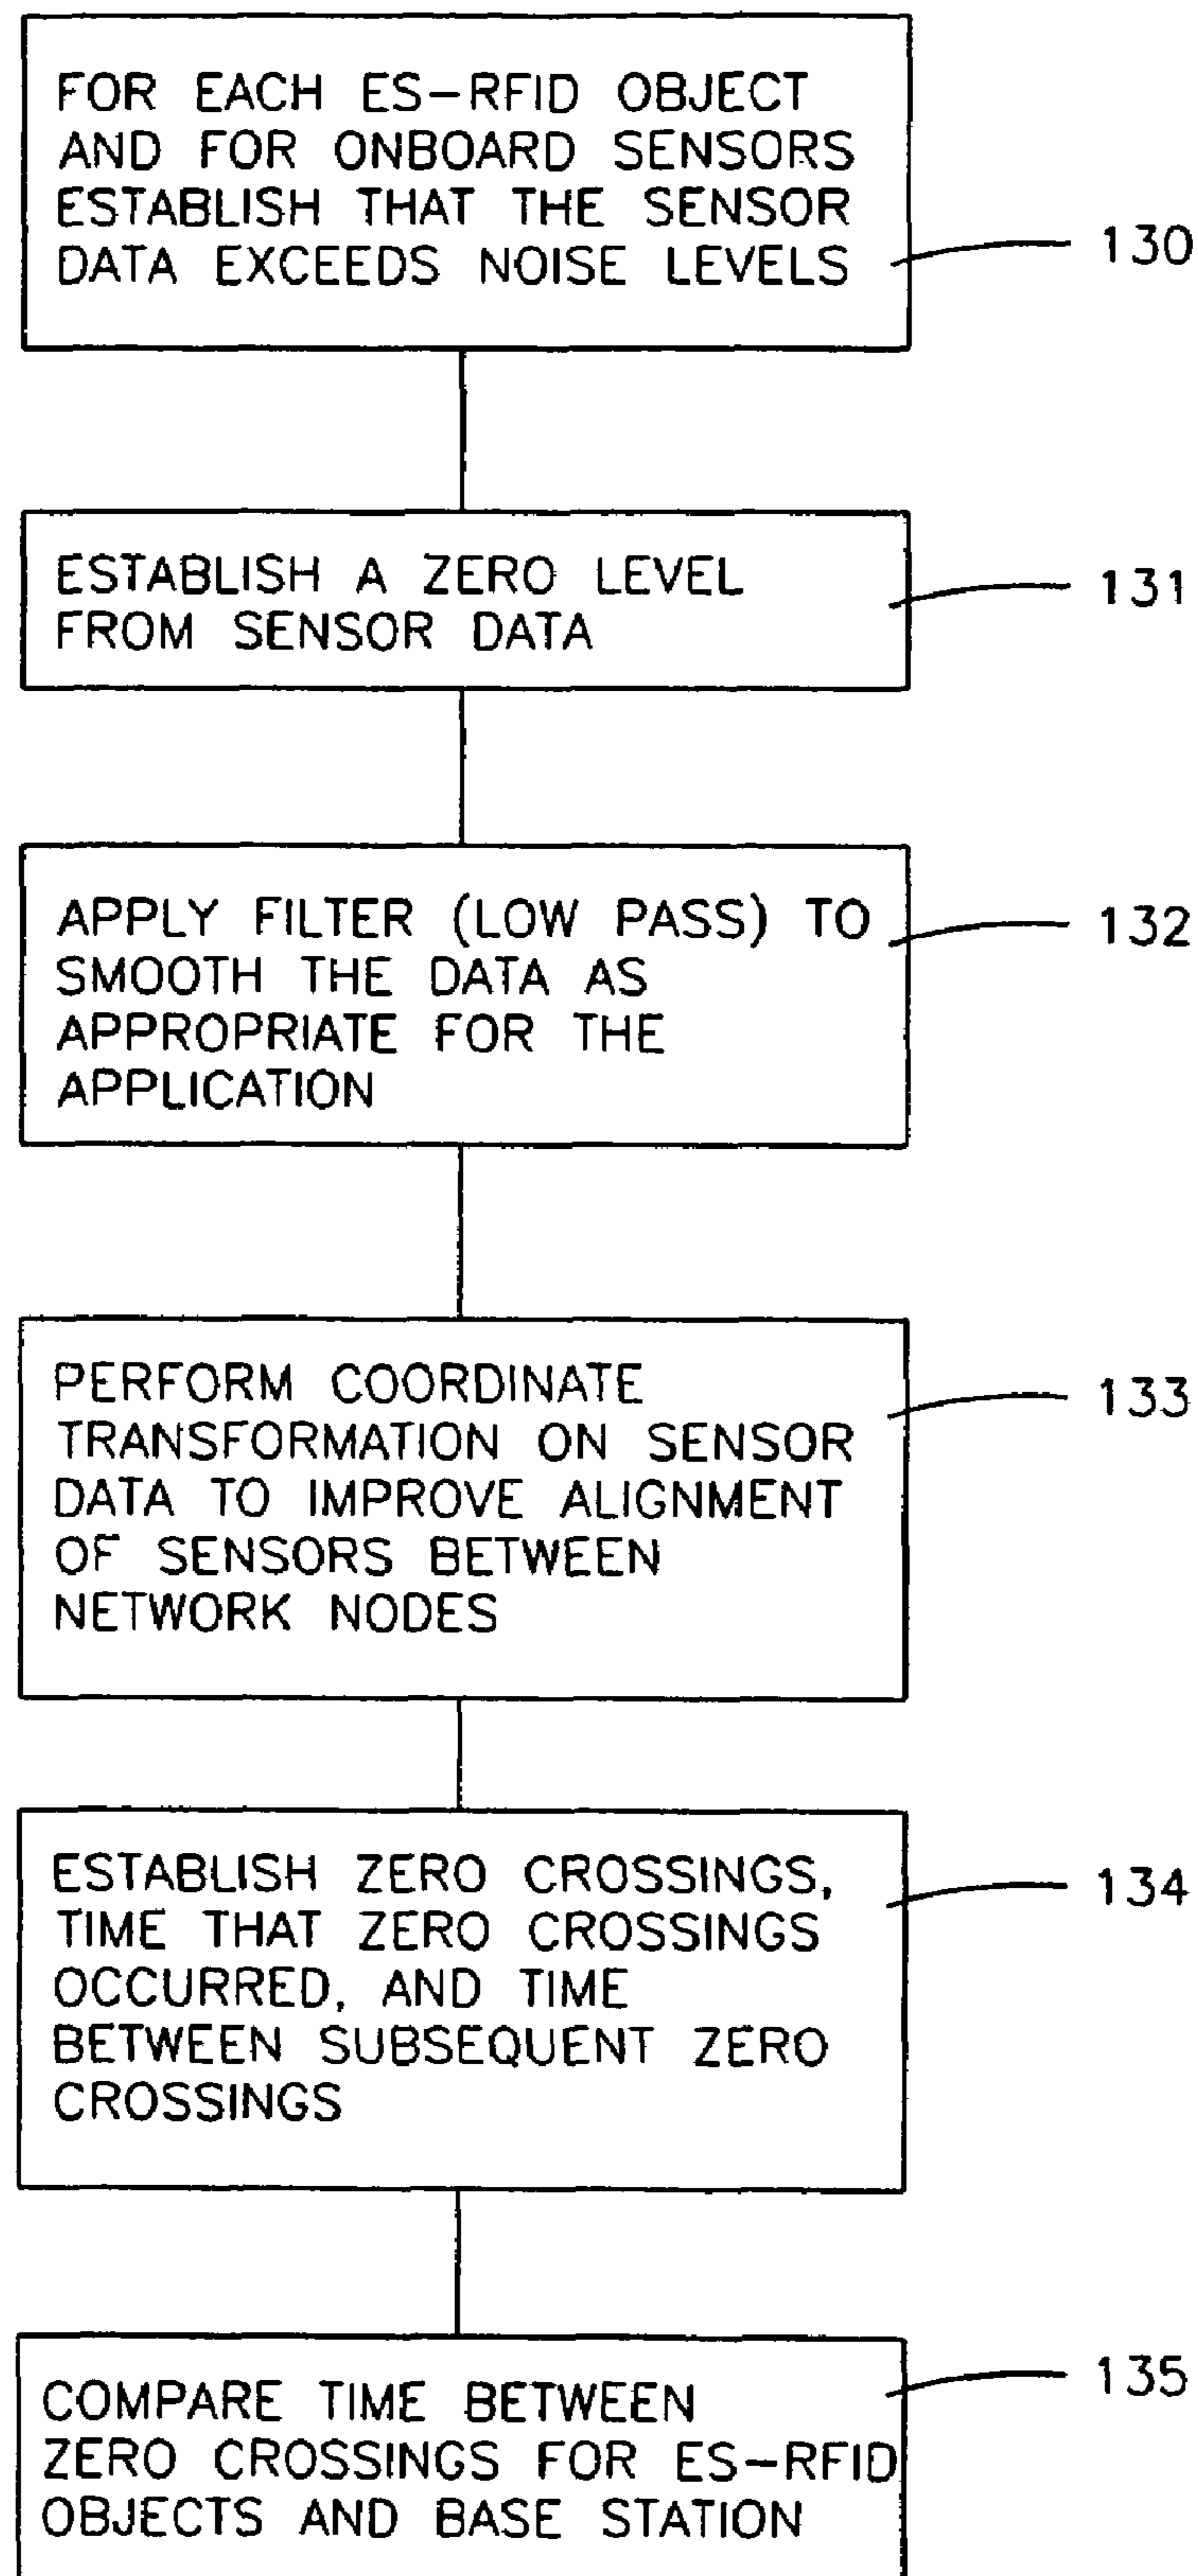 FOR EACH ES-RFID OBJECT
AND FOR ONBOARD SENSORS
ESTABLISH THAT THE SENSOR
DATA EXCEEDS NOISE LEVELS
130
ESTABLISH A ZERO LEVEL
FROM SENSOR DATA
131
APPLY FILTER (LOW PASS) TO
SMOOTH THE DATA AS
APPROPRIATE FOR THE
APPLICATION
132
PERFORM COORDINATE
TRANSFORMATION ON SENSOR
DATA TO IMPROVE ALIGNMENT
OF SENSORS BETWEEN
NETWORK NODES
133
ESTABLISH ZERO CROSSINGS,
TIME THAT ZERO CROSSINGS
OCCURRED, AND TIME
BETWEEN SUBSEQUENT ZERO
CROSSINGS
134
COMPARE TIME BETWEEN
ZERO CROSSINGS FOR ES-RFID
OBJECTS AND BASE STATION
135